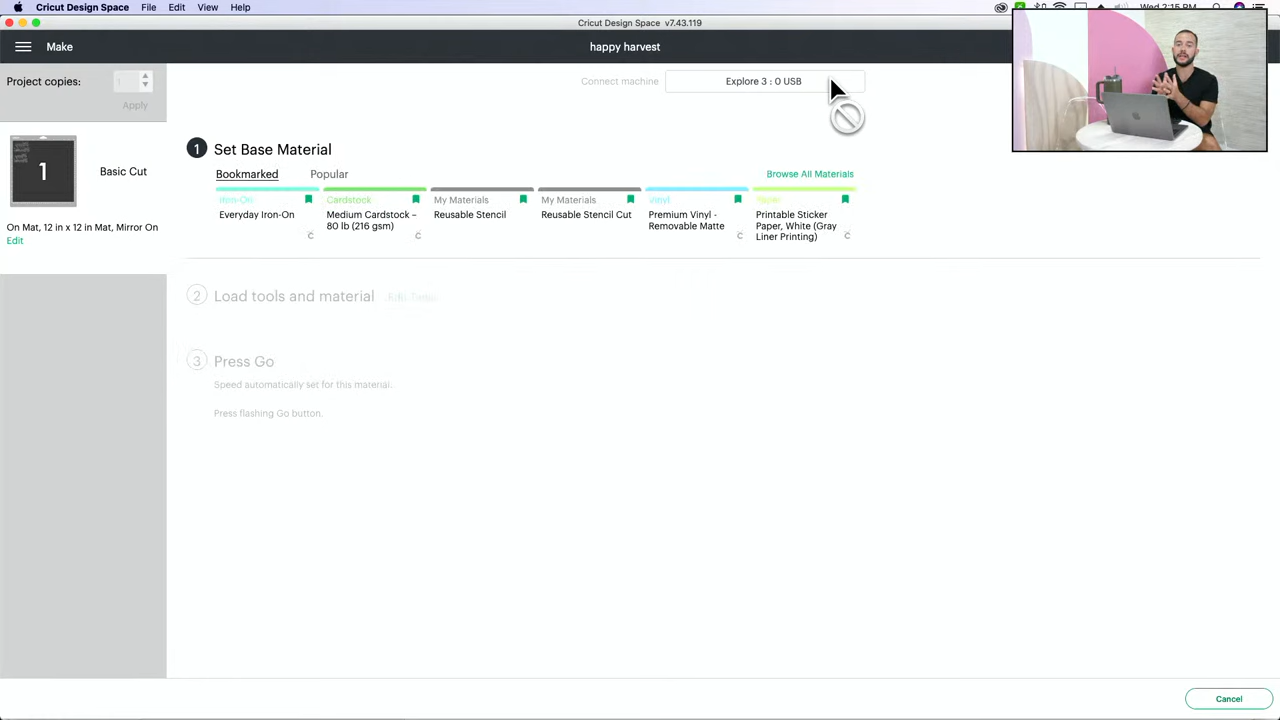 Cricut Design Space File Edit View Help
Wed 2:15 PM
Cricut Design Space v7.43.119
Make
happy harvest
Project copies:
1
Apply
Connect machine
Explore 3 : 0 USB
1
Basic Cut
On Mat, 12 in x 12 in Mat, Mirror On
Edit
1 Set Base Material
Bookmarked Popular Browse All Materials
Iron-On
Everyday Iron-On
Cardstock
Medium Cardstock –
80 lb (216 gsm)
My Materials
Reusable Stencil
My Materials
Reusable Stencil Cut
Vinyl
Premium Vinyl -
Removable Matte
Printable Sticker
Paper, White (Gray
Liner Printing)
2 Load tools and material Edit Tools
3 Press Go
Speed automatically set for this material.
Press flashing Go button.
Cancel